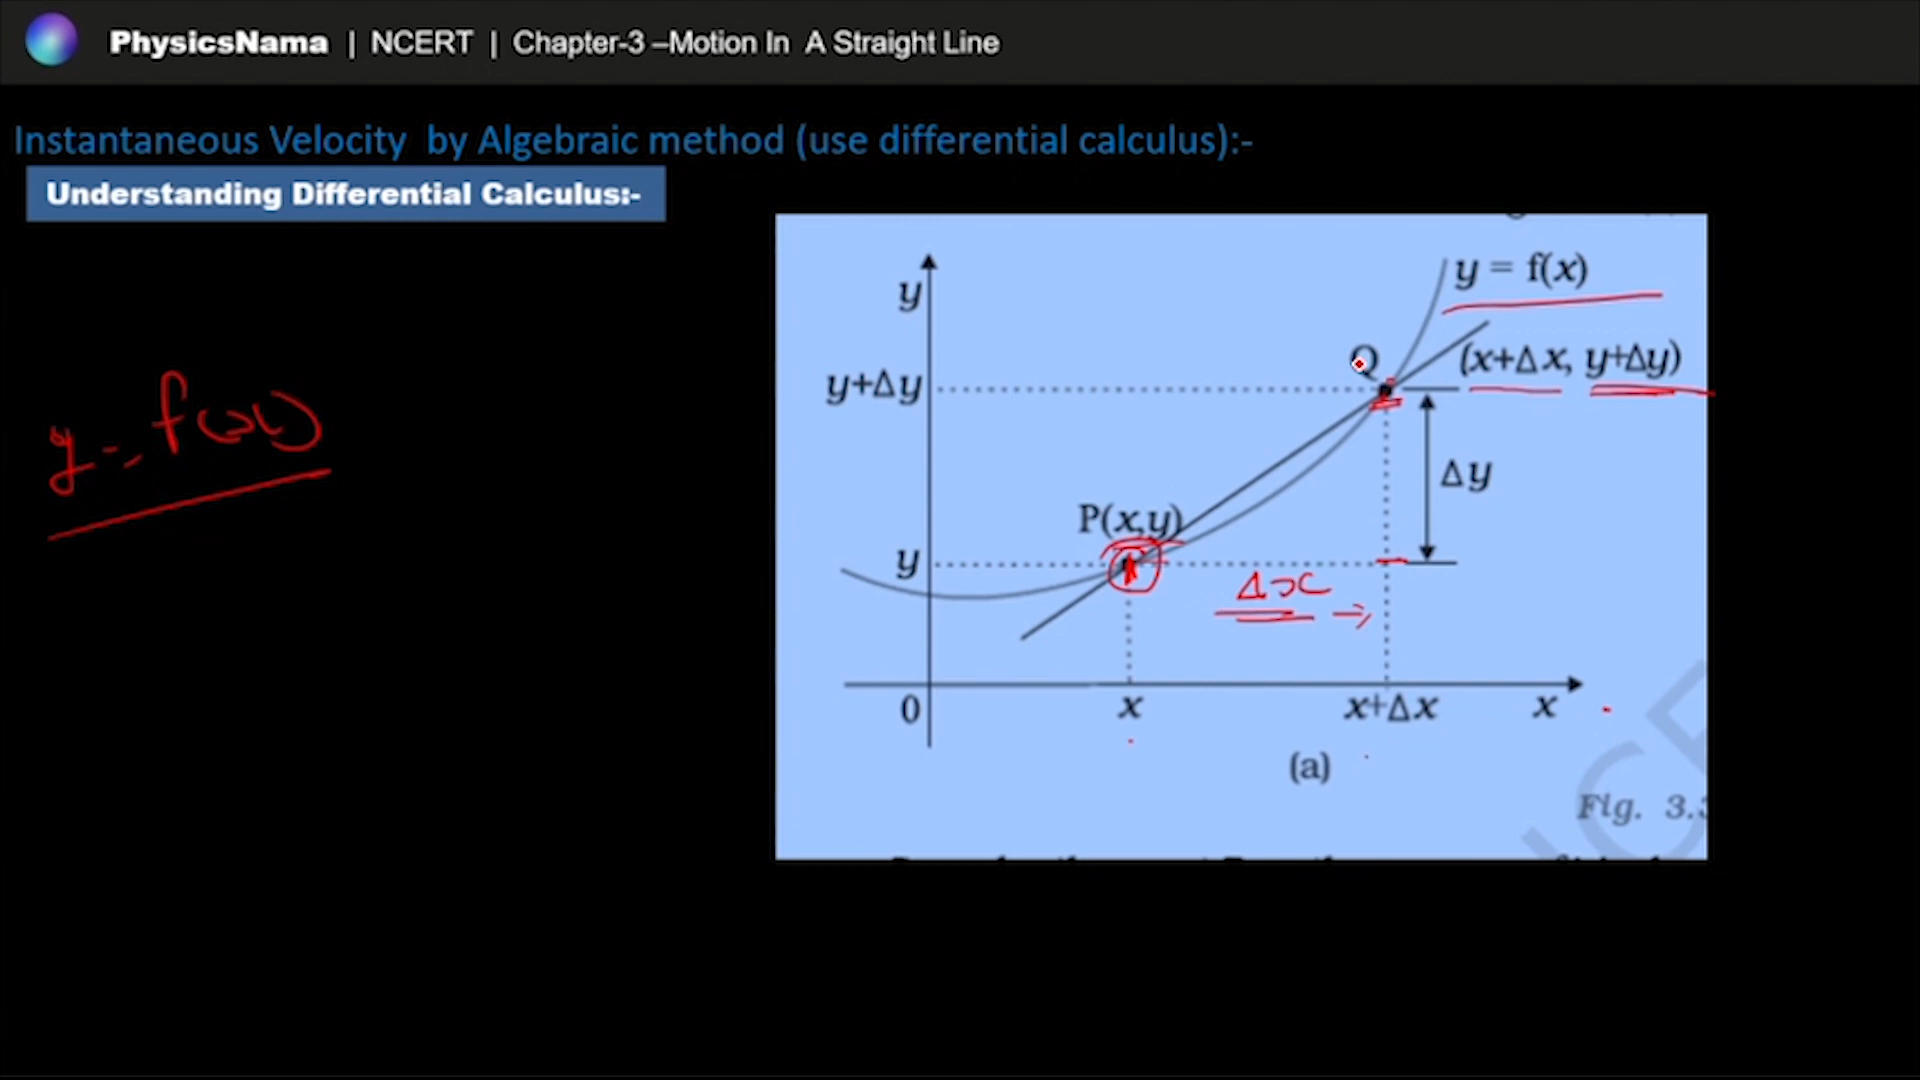 PhysicsNama | NCERT | Chapter-3 –Motion In A Straight Line
Instantaneous Velocity by Algebraic method (use differential calculus):-
Understanding Differential Calculus:-
y = f(x)
y
y = f(x)
Q
(x+Δx, y+Δy)
y+Δy
Δy
P(x,y)
y
Δx
0
x
x+Δx
x
(a)
Fig. 3.